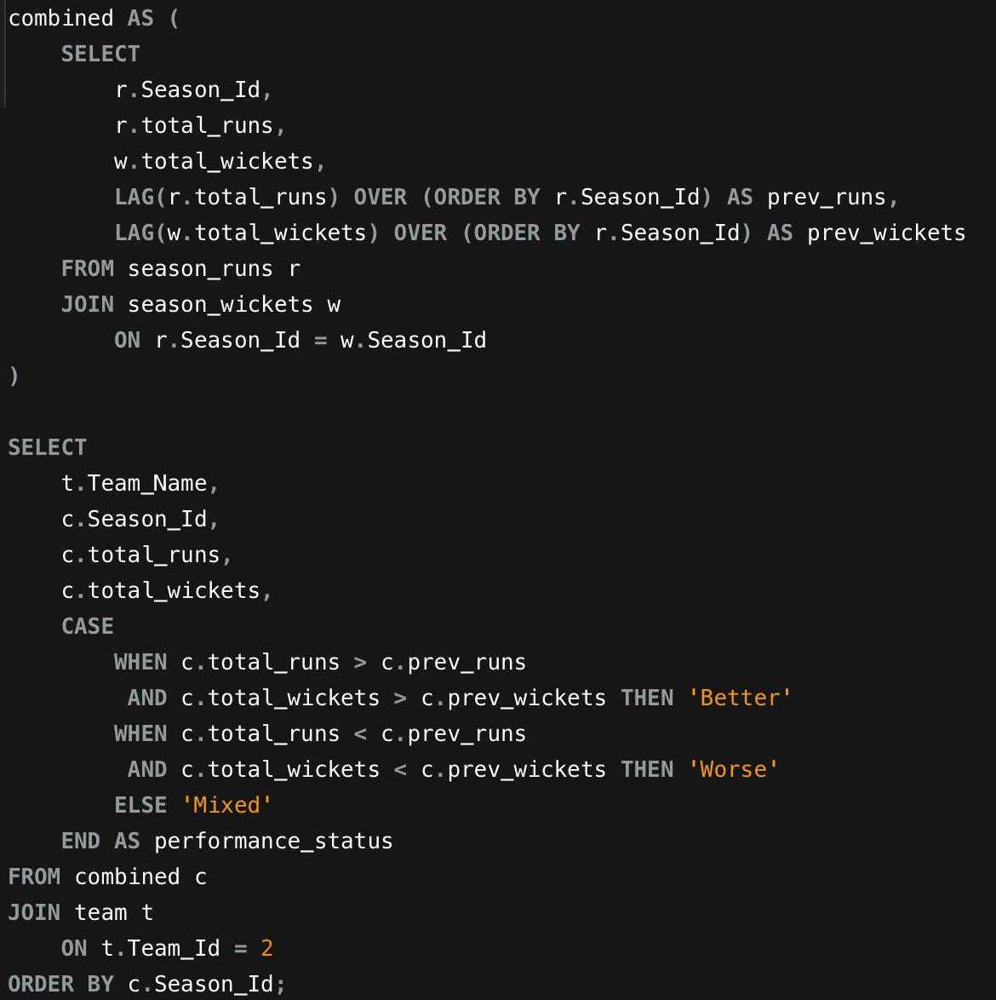 combined AS (
    SELECT
        r.Season_Id,
        r.total_runs,
        w.total_wickets,
        LAG(r.total_runs) OVER (ORDER BY r.Season_Id) AS prev_runs,
        LAG(w.total_wickets) OVER (ORDER BY r.Season_Id) AS prev_wickets
    FROM season_runs r
    JOIN season_wickets w
        ON r.Season_Id = w.Season_Id
)

SELECT
    t.Team_Name,
    c.Season_Id,
    c.total_runs,
    c.total_wickets,
    CASE
        WHEN c.total_runs > c.prev_runs
         AND c.total_wickets > c.prev_wickets THEN 'Better'
        WHEN c.total_runs < c.prev_runs
         AND c.total_wickets < c.prev_wickets THEN 'Worse'
        ELSE 'Mixed'
    END AS performance_status
FROM combined c
JOIN team t
    ON t.Team_Id = 2
ORDER BY c.Season_Id;